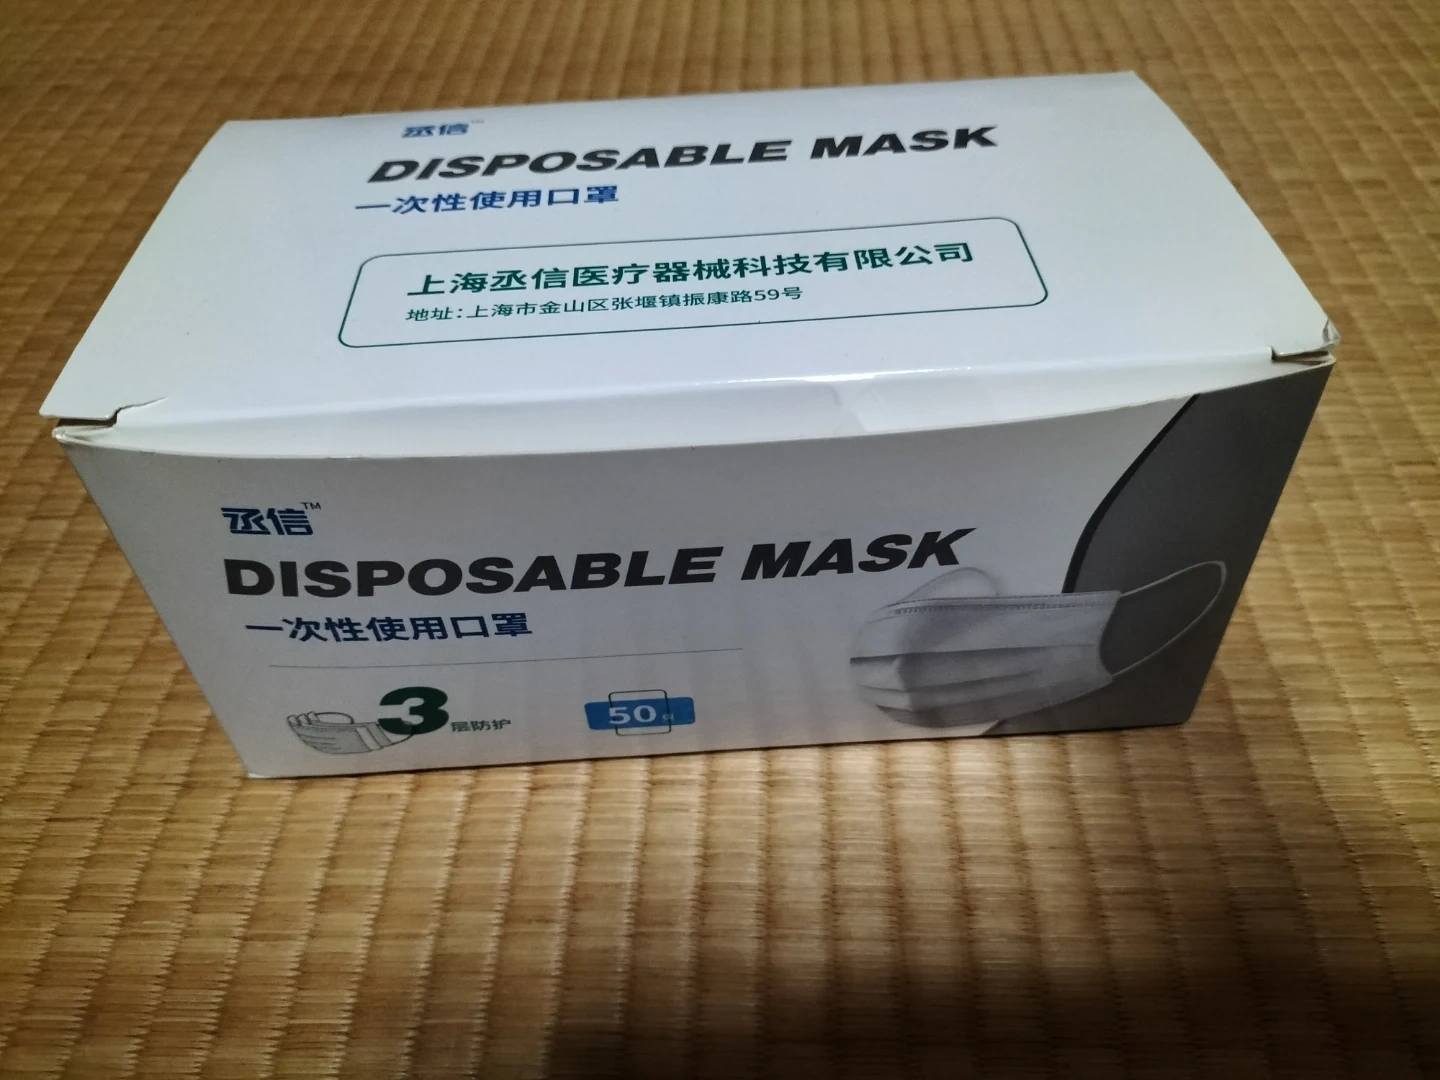 丞信™
DISPOSABLE MASK
一次性使用口罩
上海丞信医疗器械科技有限公司
地址:上海市金山区张堰镇振康路59号
丞信™
DISPOSABLE MASK
一次性使用口罩
3层防护
50